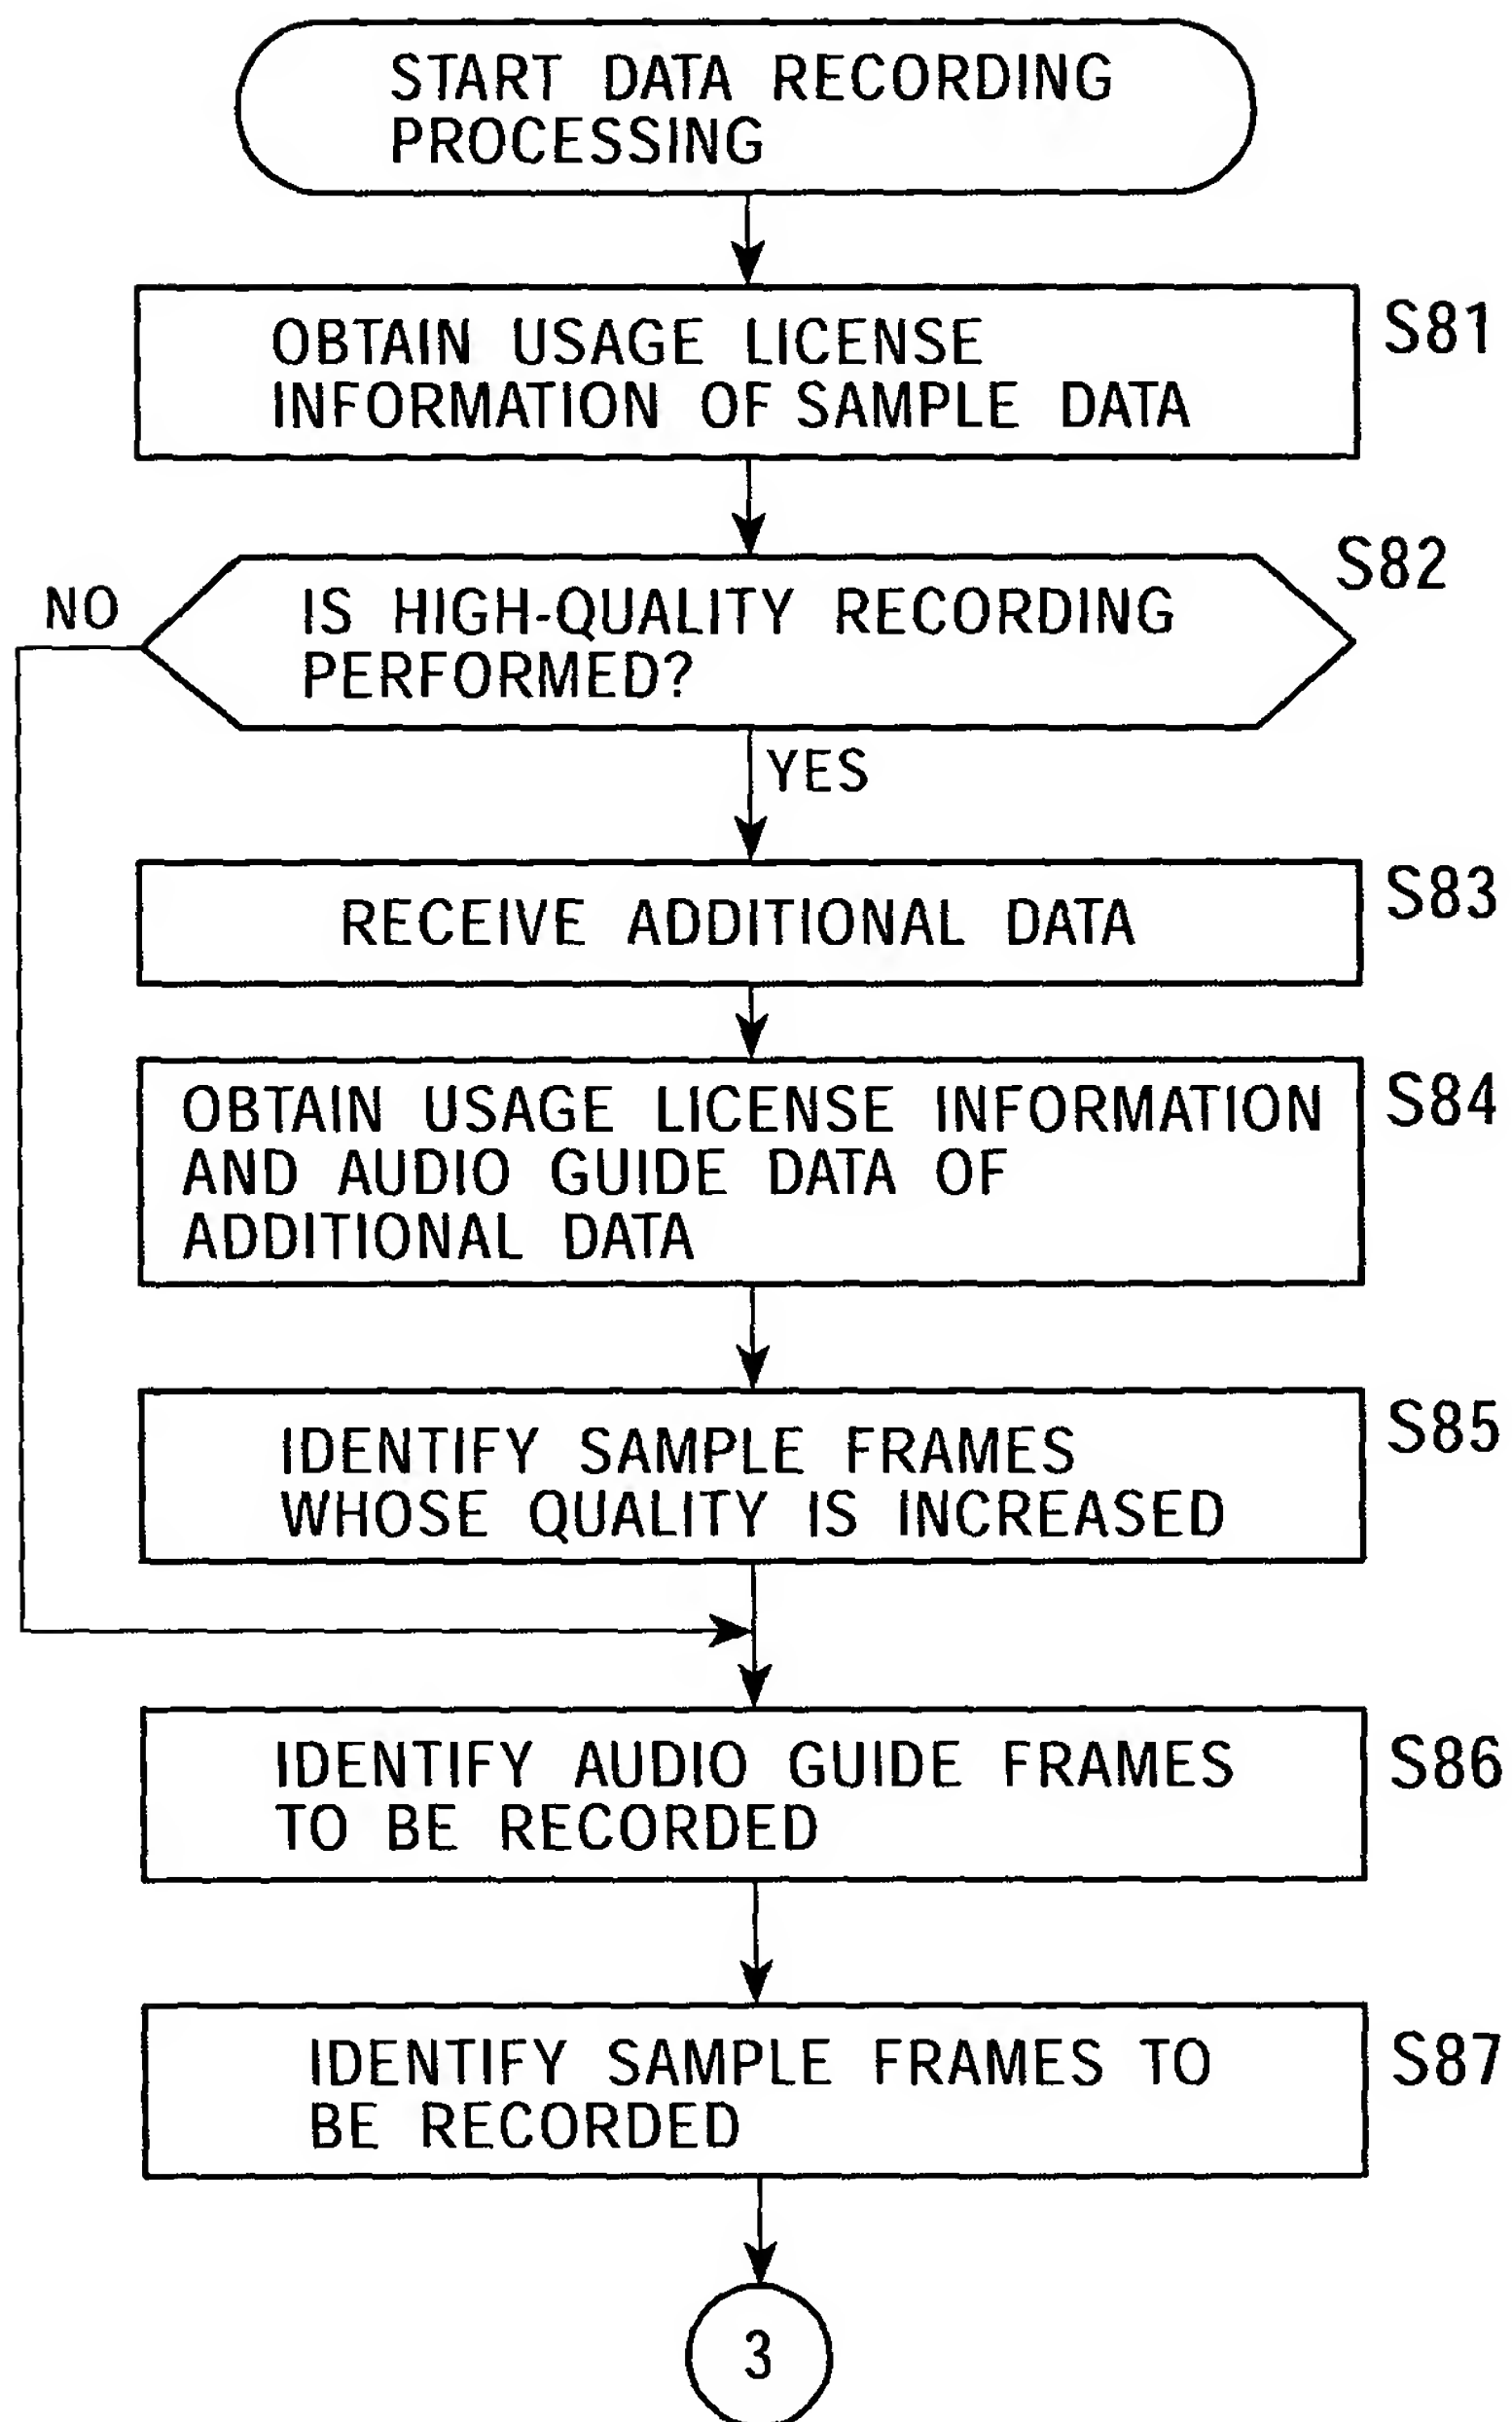 START DATA RECORDING
PROCESSING
OBTAIN USAGE LICENSE
INFORMATION OF SAMPLE DATA
S81
IS HIGH-QUALITY RECORDING
PERFORMED?
S82
NO
YES
RECEIVE ADDITIONAL DATA
S83
OBTAIN USAGE LICENSE INFORMATION
AND AUDIO GUIDE DATA OF
ADDITIONAL DATA
S84
IDENTIFY SAMPLE FRAMES
WHOSE QUALITY IS INCREASED
S85
IDENTIFY AUDIO GUIDE FRAMES
TO BE RECORDED
S86
IDENTIFY SAMPLE FRAMES TO
BE RECORDED
S87
3